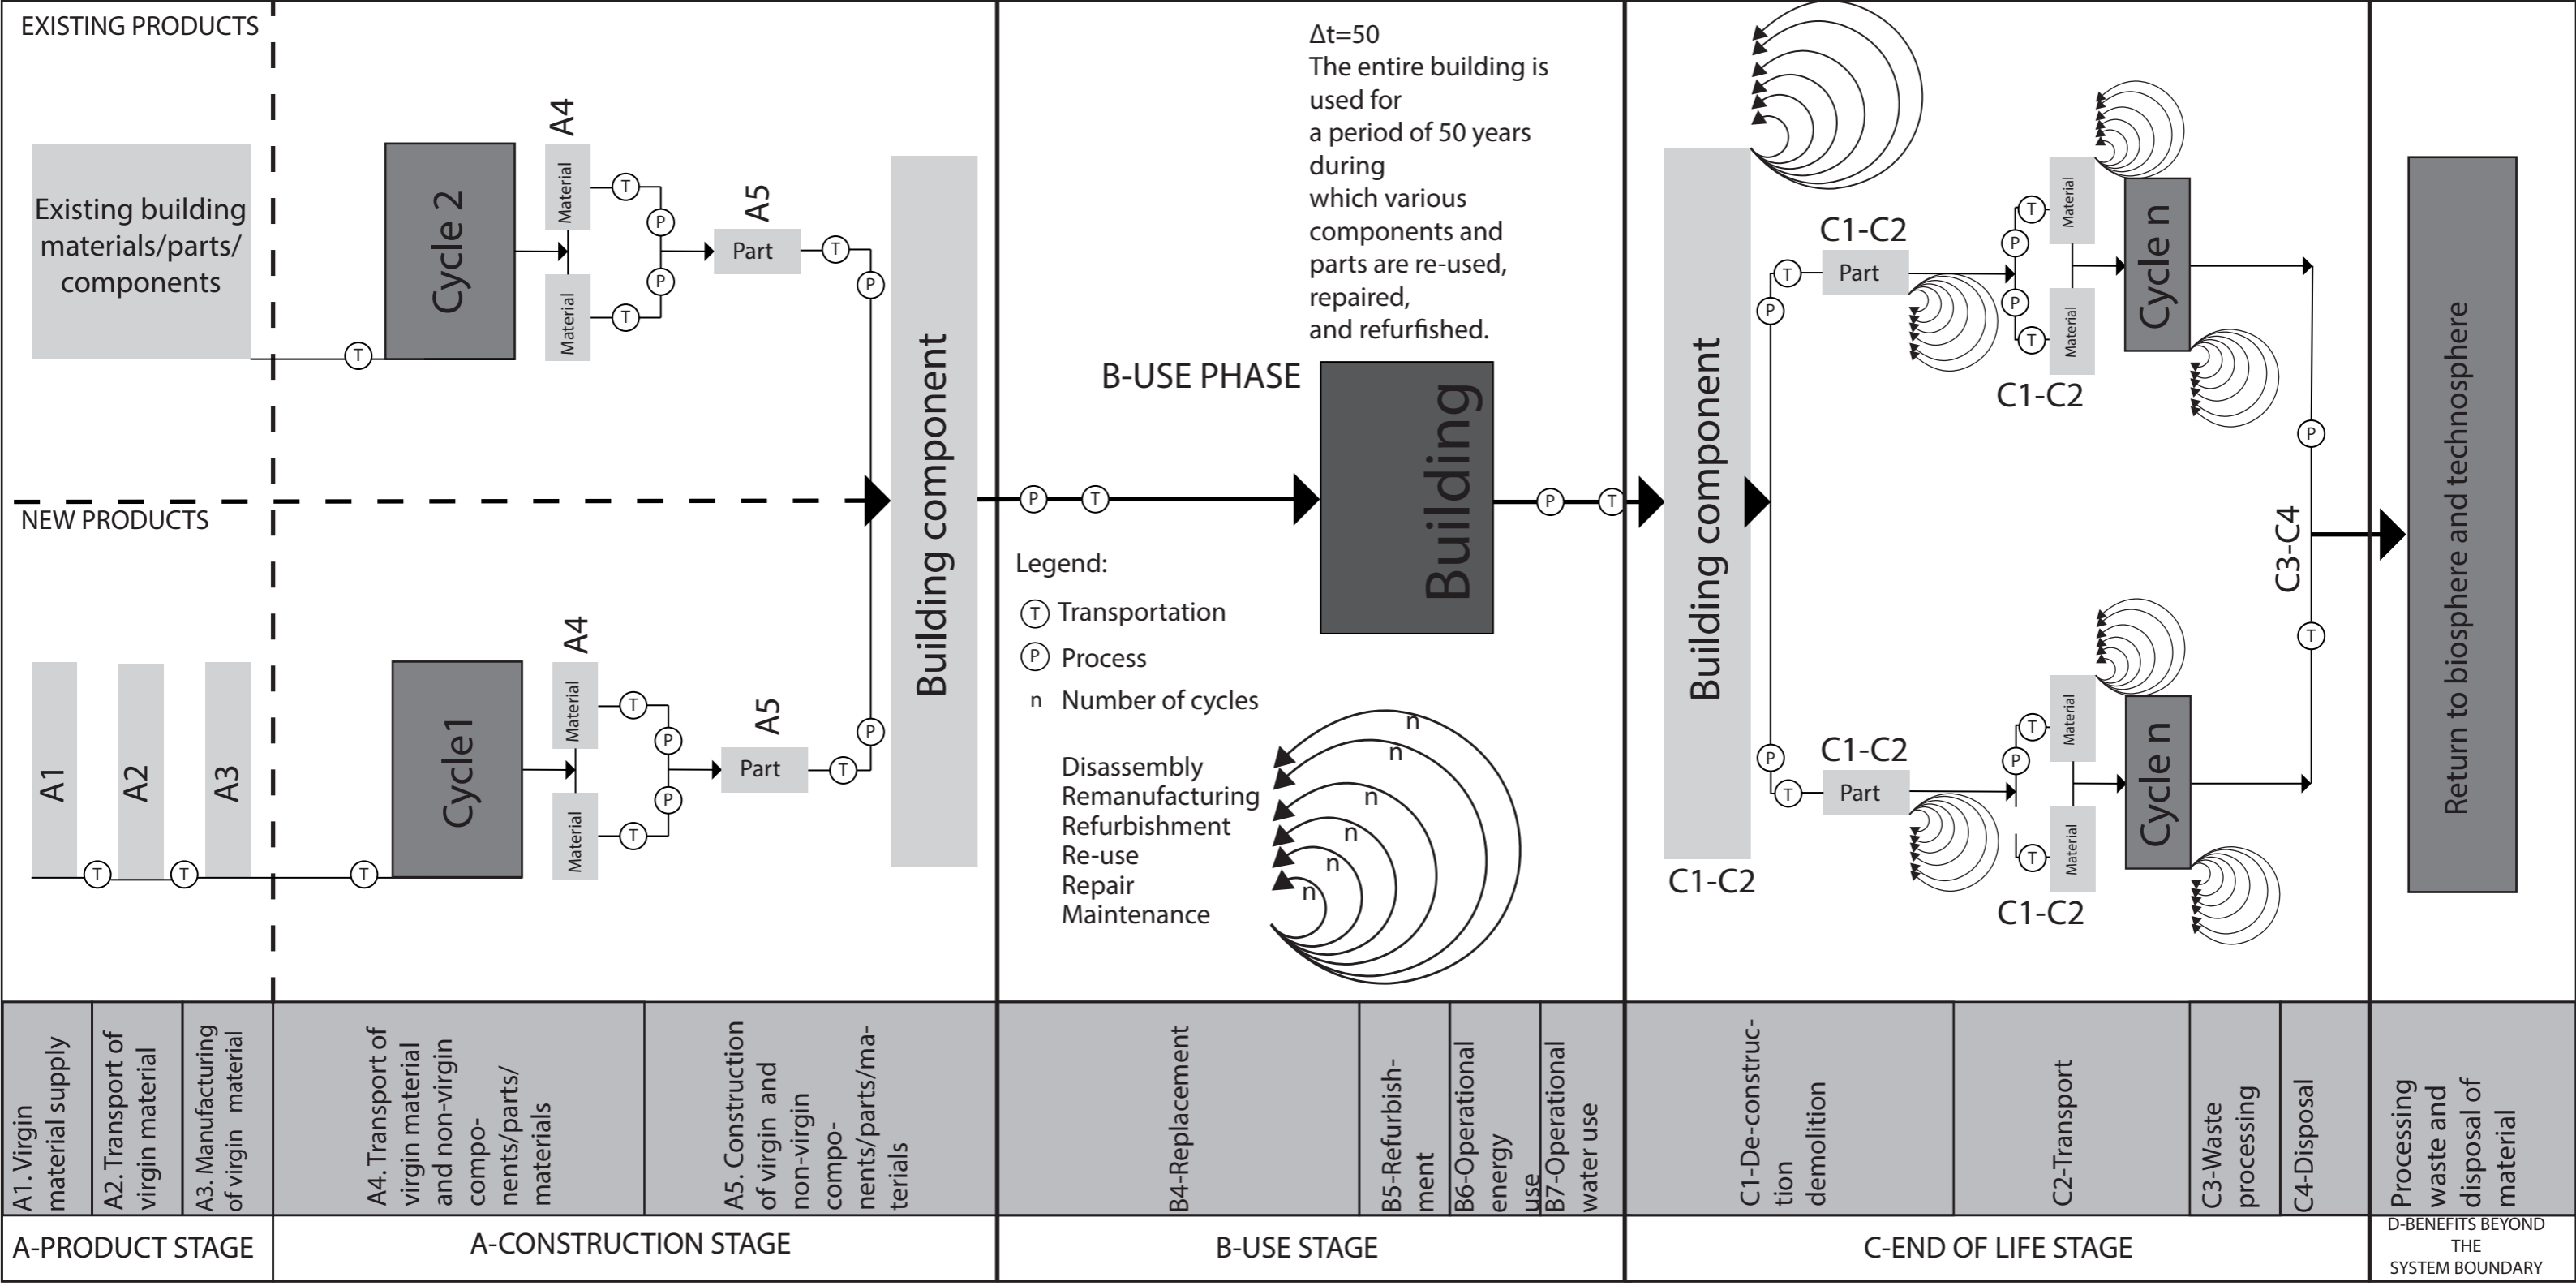 EXISTING PRODUCTS
Existing building
materials/parts/
components
T
Cycle 2
A4
Material
Material
T
P
P
T
A5
Part
T
P
NEW PRODUCTS
A1
A2
A3
T
T
T
Cycle1
A4
Material
Material
T
P
P
T
A5
Part
T
P
Building component
P
T
Δt=50
The entire building is
used for
a period of 50 years
during
which various
components and
parts are re-used,
repaired,
and refurfished.
B-USE PHASE
Building
P
T
Legend:
T Transportation
P Process
n Number of cycles
Disassembly
Remanufacturing
Refurbishment
Re-use
Repair
Maintenance
n
n
n
n
n
n
Building component
C1-C2
P
T
C1-C2
Part
T
P
P
T
Material
Material
C1-C2
Cycle n
P
T
C1-C2
Part
T
P
T
Material
Material
C1-C2
Cycle n
P
C3-C4
T
Return to biosphere and technosphere
A1. Virgin
material supply
A2. Transport of
virgin material
A3. Manufacturing
of virgin material
A4. Transport of
virgin material
and non-virgin
compo-
nents/parts/
materials
A5. Construction
of virgin and
non-virgin
compo-
nents/parts/ma-
terials
B4-Replacement
B5-Refurbish-
ment
B6-Operational
energy
use
B7-Operational
water use
C1-De-construc-
tion
demolition
C2-Transport
C3-Waste
processing
C4-Disposal
Processing
waste and
disposal of
material
A-PRODUCT STAGE
A-CONSTRUCTION STAGE
B-USE STAGE
C-END OF LIFE STAGE
D-BENEFITS BEYOND
THE
SYSTEM BOUNDARY